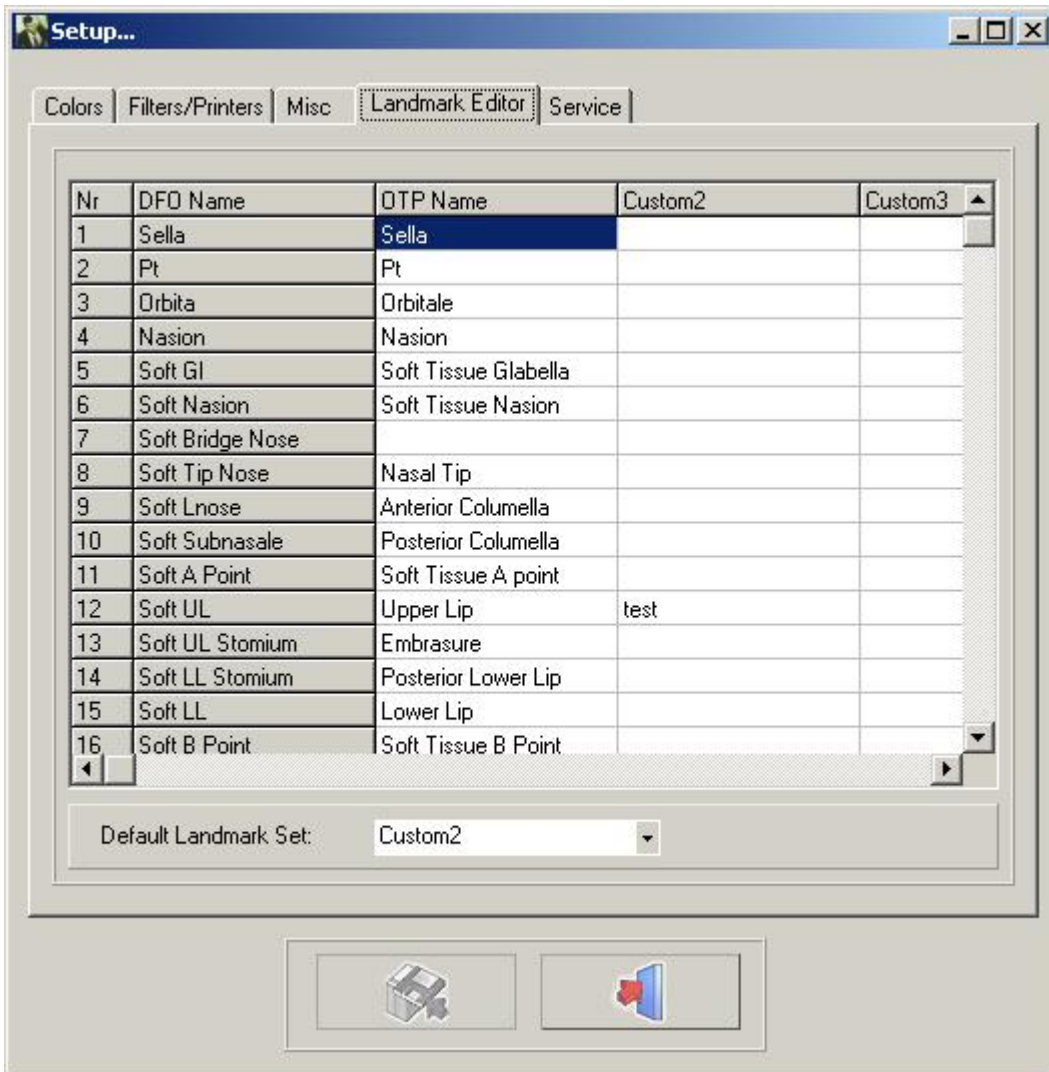 Setup...
Colors Filters/Printers Misc Landmark Editor Service
Nr DFO Name OTP Name Custom2 Custom3
1 Sella Sella
2 Pt Pt
3 Orbita Orbitale
4 Nasion Nasion
5 Soft Gl Soft Tissue Glabella
6 Soft Nasion Soft Tissue Nasion
7 Soft Bridge Nose
8 Soft Tip Nose Nasal Tip
9 Soft Lnose Anterior Columella
10 Soft Subnasale Posterior Columella
11 Soft A Point Soft Tissue A point
12 Soft UL Upper Lip test
13 Soft UL Stomium Embrasure
14 Soft LL Stomium Posterior Lower Lip
15 Soft LL Lower Lip
16 Soft B Point Soft Tissue B Point
Default Landmark Set: Custom2